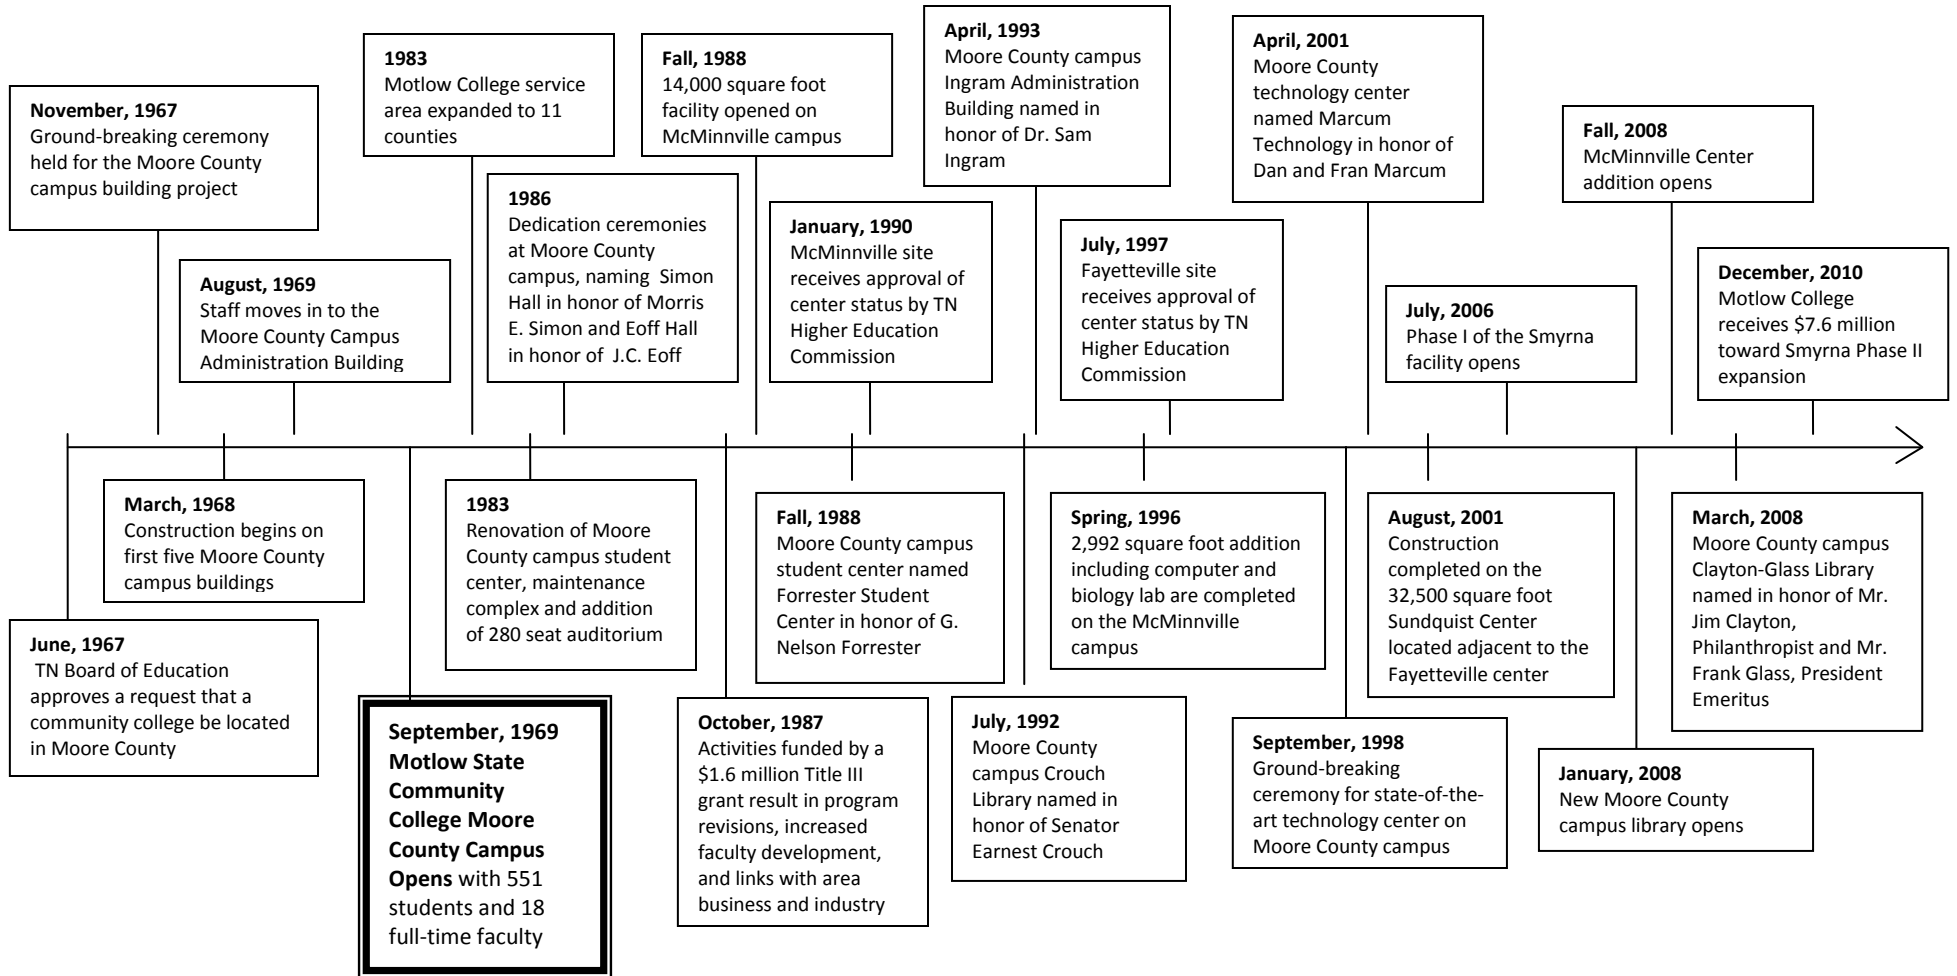 November, 1967
Ground-breaking ceremony
held for the Moore County
campus building project
August, 1969
Staff moves in to the
Moore County Campus
Administration Building
1983
Motlow College service
area expanded to 11
counties
1986
Dedication ceremonies
at Moore County
campus, naming  Simon
Hall in honor of Morris
E. Simon and Eoff Hall
in honor of  J.C. Eoff
Fall, 1988
14,000 square foot
facility opened on
McMinnville campus
January, 1990
McMinnville site
receives approval of
center status by TN
Higher Education
Commission
April, 1993
Moore County campus
Ingram Administration
Building named in
honor of Dr. Sam
Ingram
July, 1997
Fayetteville site
receives approval of
center status by TN
Higher Education
Commission
April, 2001
Moore County
technology center
named Marcum
Technology in honor of
Dan and Fran Marcum
July, 2006
Phase I of the Smyrna
facility opens
Fall, 2008
McMinnville Center
addition opens
December, 2010
Motlow College
receives $7.6 million
toward Smyrna Phase II
expansion
June, 1967
TN Board of Education
approves a request that a
community college be located
in Moore County
March, 1968
Construction begins on
first five Moore County
campus buildings
September, 1969
Motlow State
Community
College Moore
County Campus
Opens with 551
students and 18
full-time faculty
1983
Renovation of Moore
County campus student
center, maintenance
complex and addition
of 280 seat auditorium
October, 1987
Activities funded by a
$1.6 million Title III
grant result in program
revisions, increased
faculty development,
and links with area
business and industry
Fall, 1988
Moore County campus
student center named
Forrester Student
Center in honor of G.
Nelson Forrester
July, 1992
Moore County
campus Crouch
Library named in
honor of Senator
Earnest Crouch
Spring, 1996
2,992 square foot addition
including computer and
biology lab are completed
on the McMinnville
campus
September, 1998
Ground-breaking
ceremony for state-of-the-
art technology center on
Moore County campus
August, 2001
Construction
completed on the
32,500 square foot
Sundquist Center
located adjacent to the
Fayetteville center
January, 2008
New Moore County
campus library opens
March, 2008
Moore County campus
Clayton-Glass Library
named in honor of Mr.
Jim Clayton,
Philanthropist and Mr.
Frank Glass, President
Emeritus